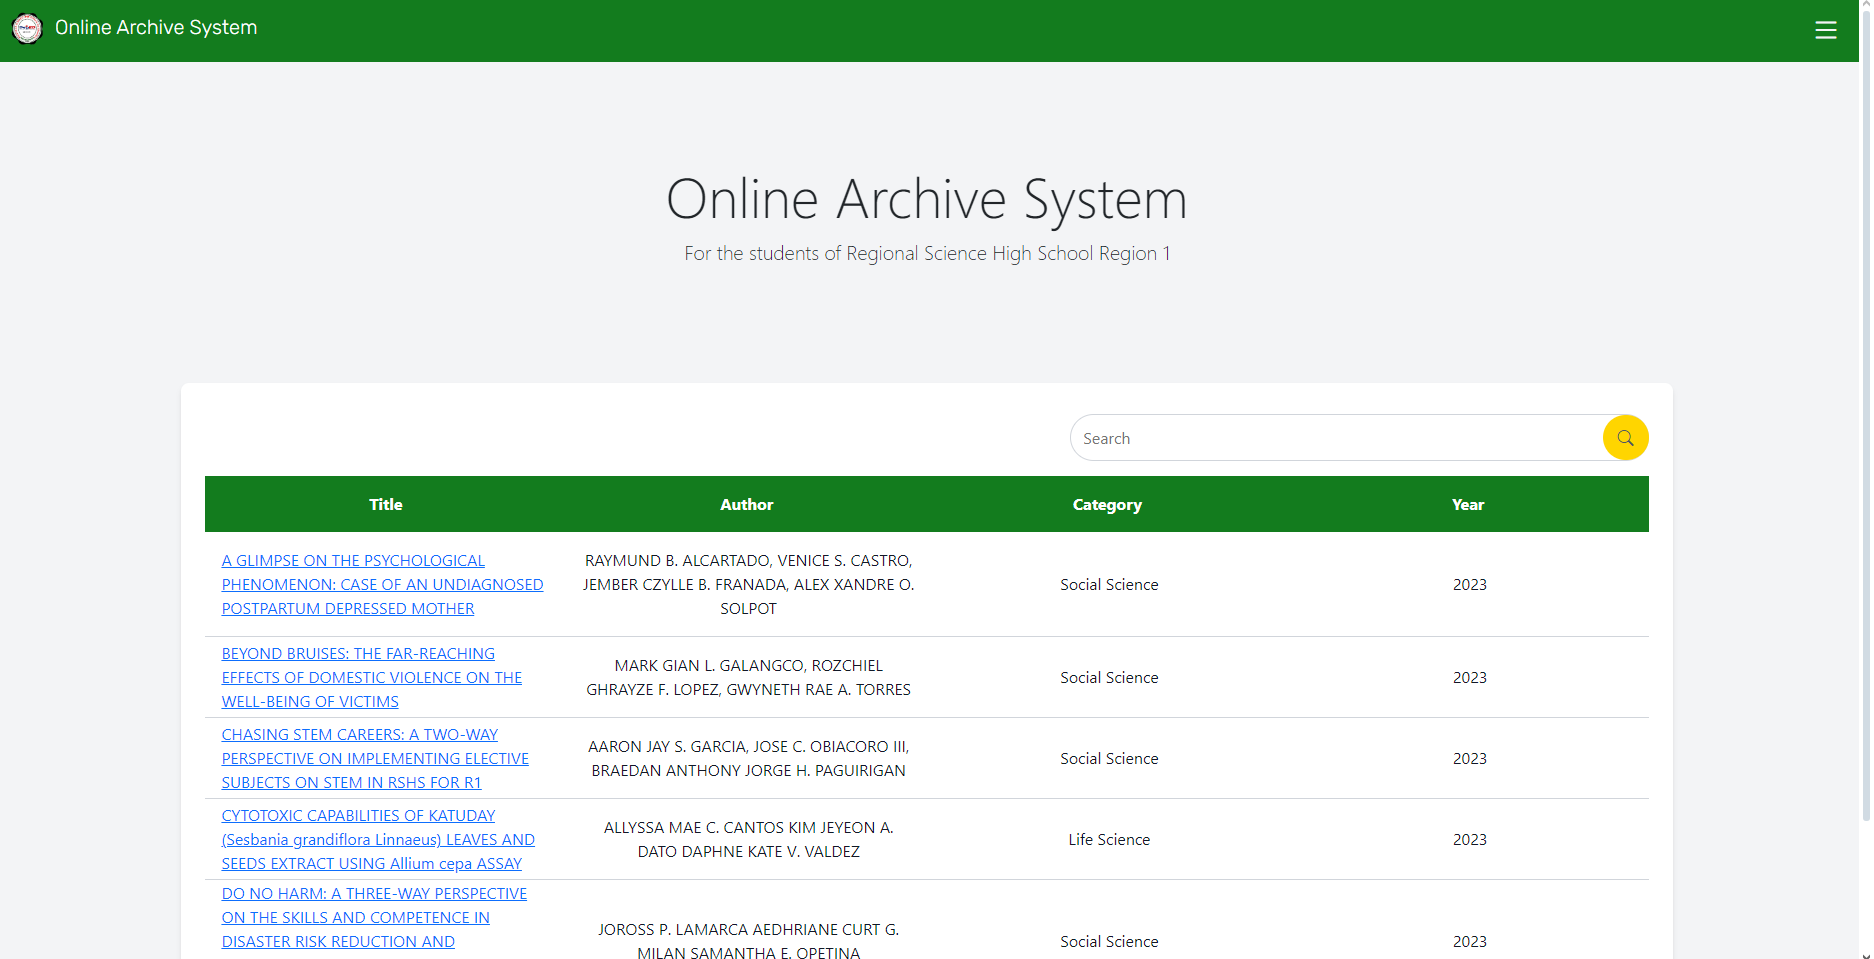 Online Archive System
Online Archive System
For the students of Regional Science High School Region 1
Search
Title Author Category Year
A GLIMPSE ON THE PSYCHOLOGICAL
PHENOMENON: CASE OF AN UNDIAGNOSED
POSTPARTUM DEPRESSED MOTHER
RAYMUND B. ALCARTADO, VENICE S. CASTRO,
JEMBER CZYLLE B. FRANADA, ALEX XANDRE O.
SOLPOT
Social Science
2023
BEYOND BRUISES: THE FAR-REACHING
EFFECTS OF DOMESTIC VIOLENCE ON THE
WELL-BEING OF VICTIMS
MARK GIAN L. GALANGCO, ROZCHIEL
GHRAYZE F. LOPEZ, GWYNETH RAE A. TORRES
Social Science
2023
CHASING STEM CAREERS: A TWO-WAY
PERSPECTIVE ON IMPLEMENTING ELECTIVE
SUBJECTS ON STEM IN RSHS FOR R1
AARON JAY S. GARCIA, JOSE C. OBIACORO III,
BRAEDAN ANTHONY JORGE H. PAGUIRIGAN
Social Science
2023
CYTOTOXIC CAPABILITIES OF KATUDAY
(Sesbania grandiflora Linnaeus) LEAVES AND
SEEDS EXTRACT USING Allium cepa ASSAY
ALLYSSA MAE C. CANTOS KIM JEYEON A.
DATO DAPHNE KATE V. VALDEZ
Life Science
2023
DO NO HARM: A THREE-WAY PERSPECTIVE
ON THE SKILLS AND COMPETENCE IN
DISASTER RISK REDUCTION AND
JOROSS P. LAMARCA AEDHRIANE CURT G.
MILAN SAMANTHA E. OPETINA
Social Science
2023